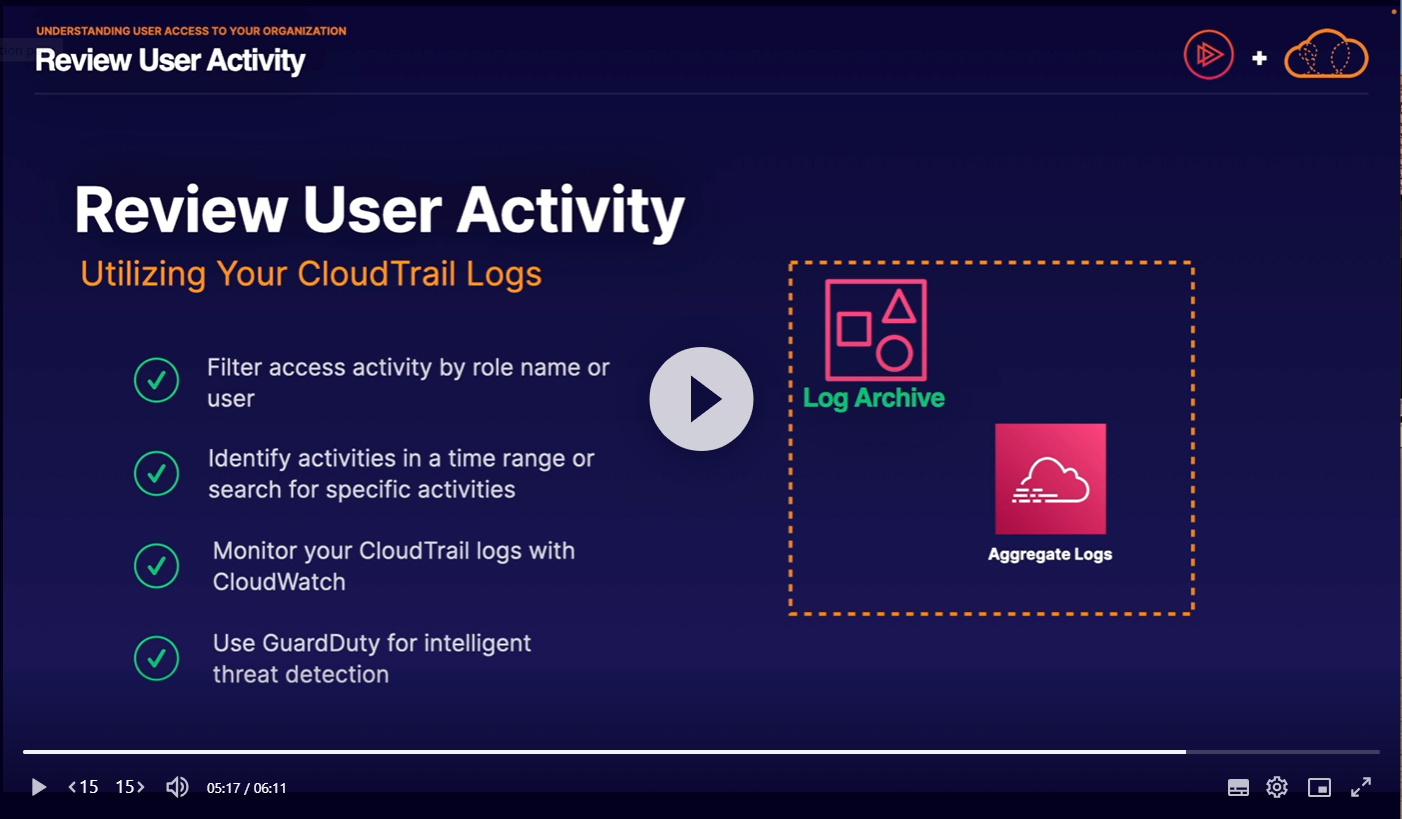 UNDERSTANDING USER ACCESS TO YOUR ORGANIZATION
Review User Activity
Review User Activity
Utilizing Your CloudTrail Logs
Filter access activity by role name or
user
Identify activities in a time range or
search for specific activities
Monitor your CloudTrail logs with
CloudWatch
Use GuardDuty for intelligent
threat detection
Log Archive
Aggregate Logs
<15 15> 05:17 / 06:11